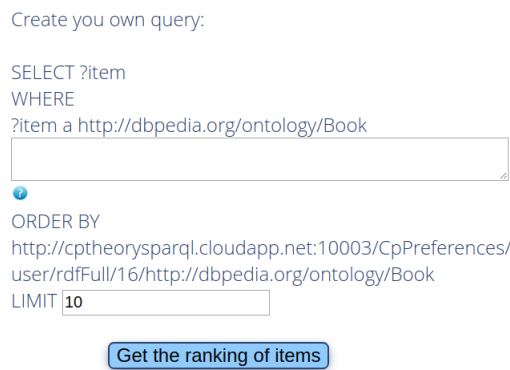 Create you own query:
SELECT ?item
WHERE
?item a http://dbpedia.org/ontology/Book
?
ORDER BY
http://cptheorysparql.cloudapp.net:10003/CpPreferences/
user/rdfFull/16/http://dbpedia.org/ontology/Book
LIMIT 10
Get the ranking of items